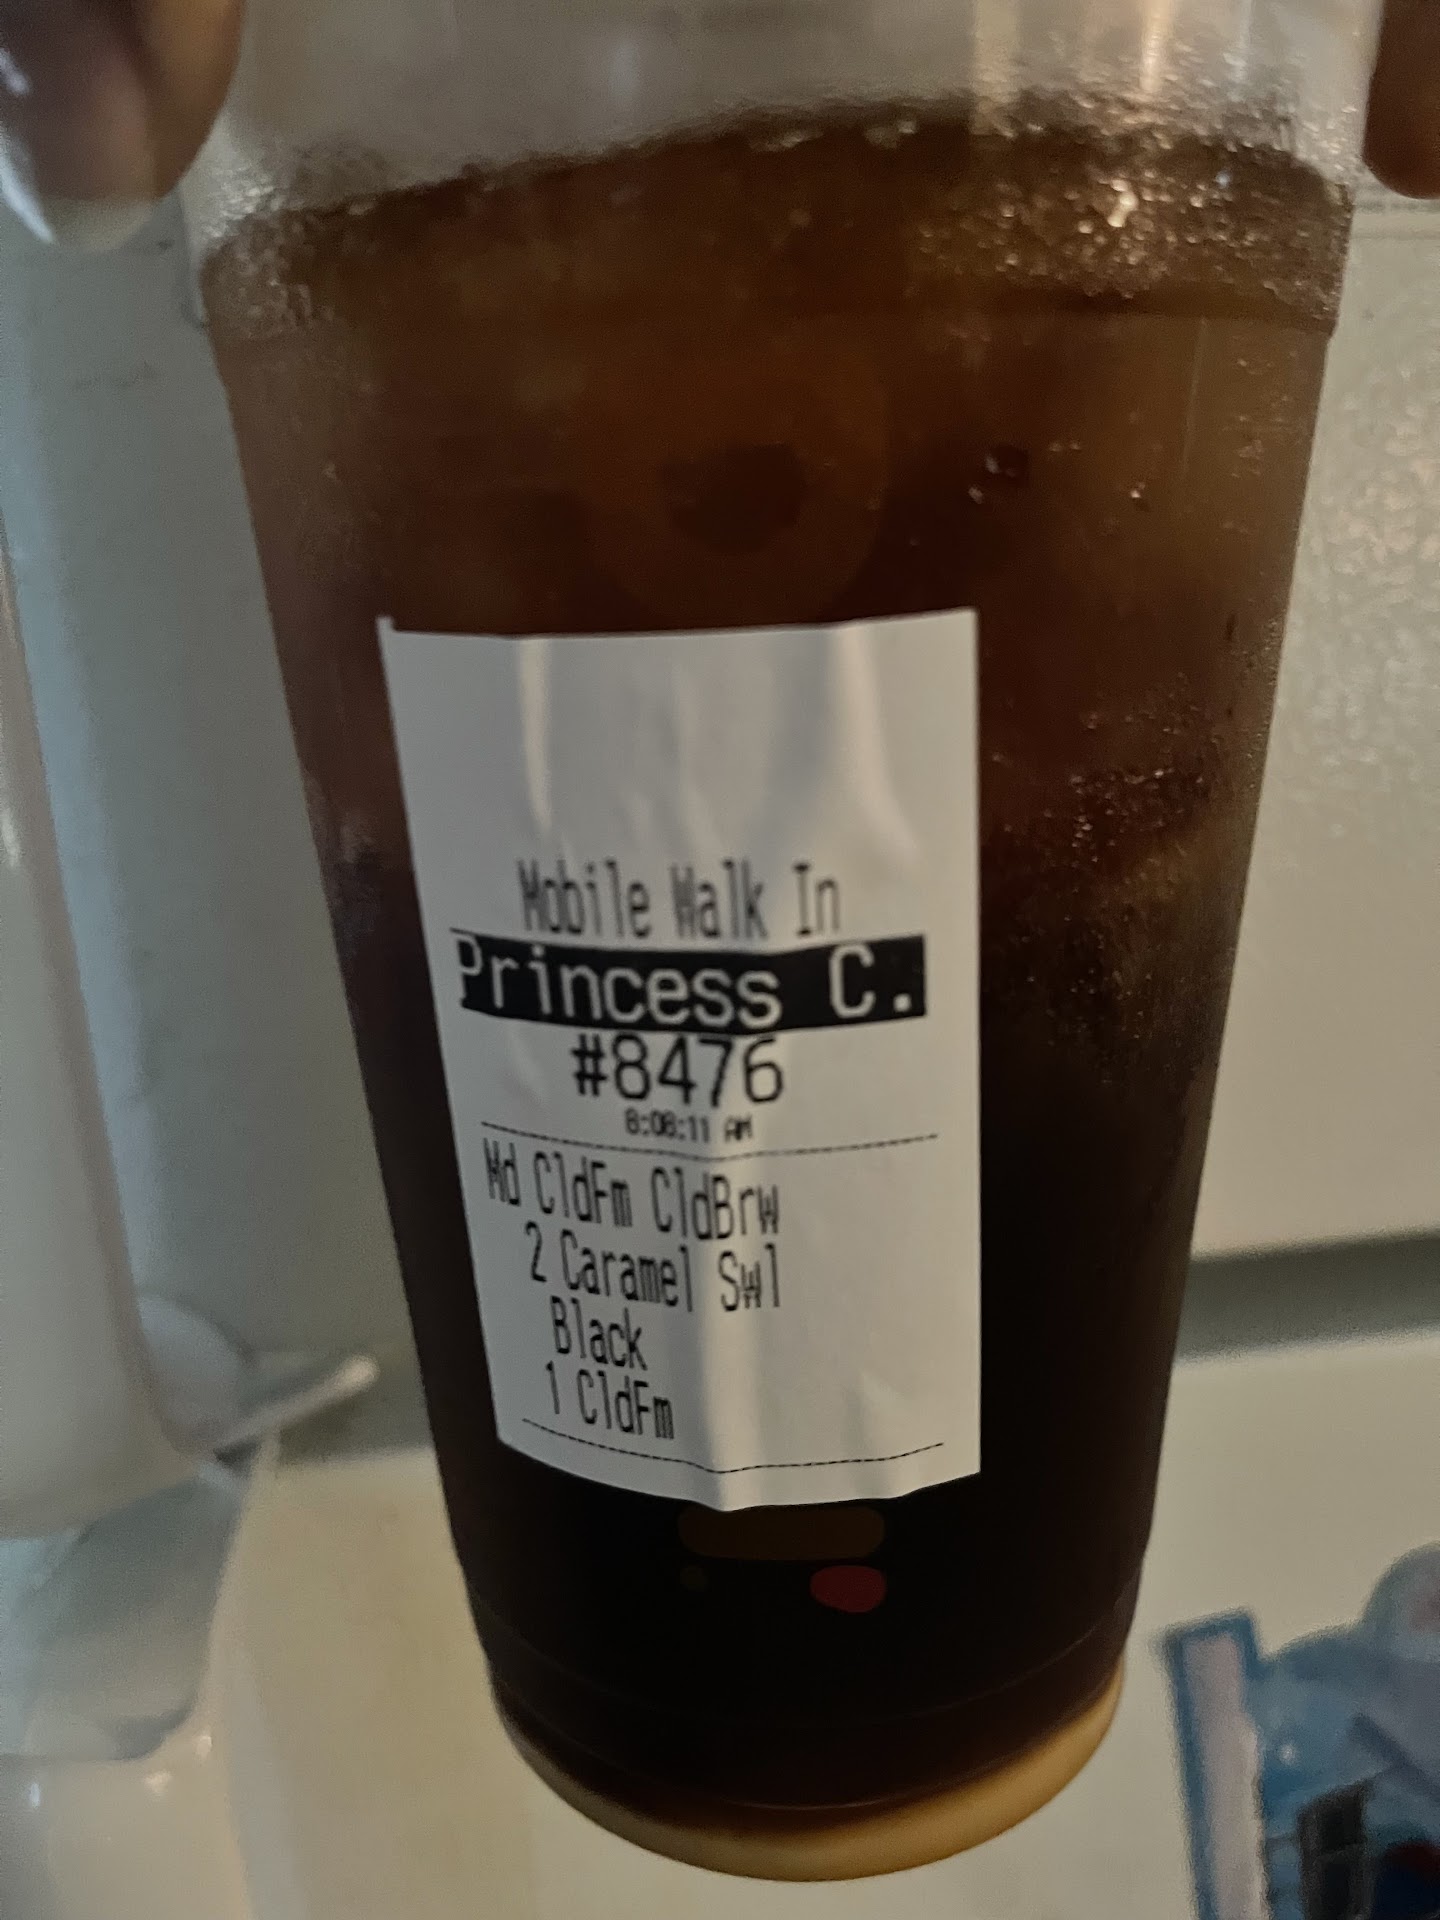 Mobile Walk In
Princess C.
#8476
8:08:11 AM
Md CldFm CldBrw
2 Caramel Swl
Black
1 CldFm